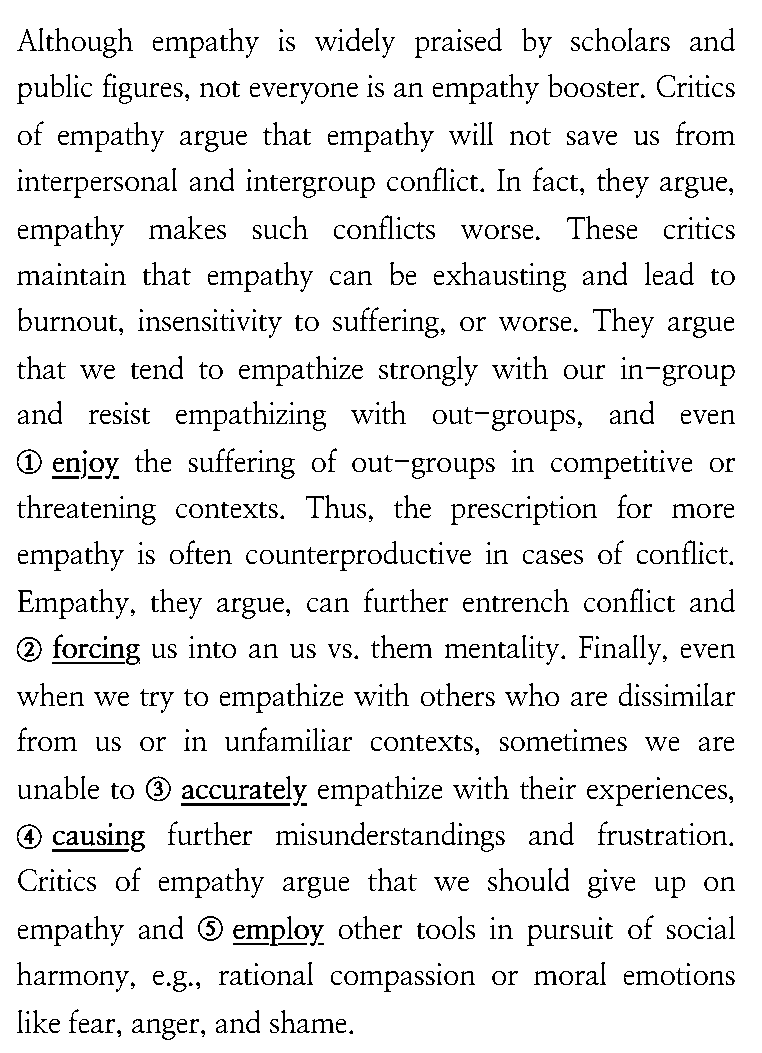 Although empathy is widely praised by scholars and
public figures, not everyone is an empathy booster. Critics
of empathy argue that empathy will not save us from
interpersonal and intergroup conflict. In fact, they argue,
empathy makes such conflicts worse. These critics
maintain that empathy can be exhausting and lead to
burnout, insensitivity to suffering, or worse. They argue
that we tend to empathize strongly with our in-group
and resist empathizing with out-groups, and even
① enjoy the suffering of out-groups in competitive or
threatening contexts. Thus, the prescription for more
empathy is often counterproductive in cases of conflict.
Empathy, they argue, can further entrench conflict and
② forcing us into an us vs. them mentality. Finally, even
when we try to empathize with others who are dissimilar
from us or in unfamiliar contexts, sometimes we are
unable to ③ accurately empathize with their experiences,
④ causing further misunderstandings and frustration.
Critics of empathy argue that we should give up on
empathy and ⑤ employ other tools in pursuit of social
harmony, e.g., rational compassion or moral emotions
like fear, anger, and shame.